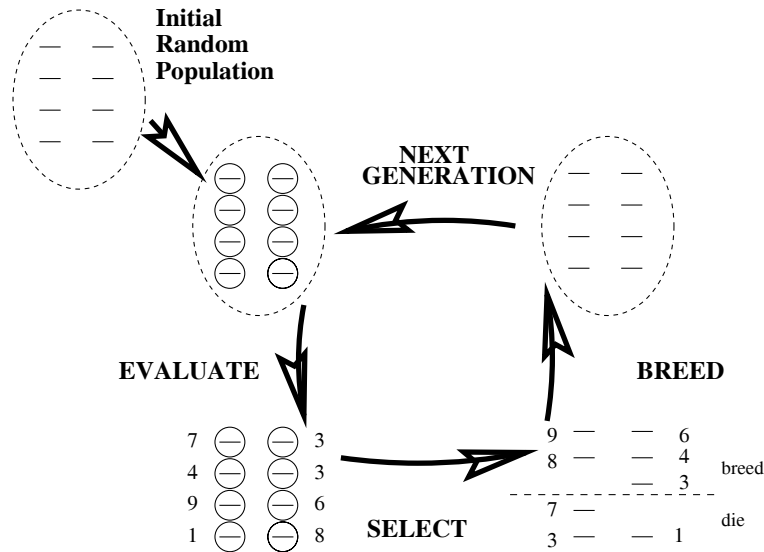 Initial
Random
Population
NEXT
GENERATION
EVALUATE
BREED
7 3
4 3
9 6
1 8
SELECT
9 6
8 4
3
breed
7
3 1
die